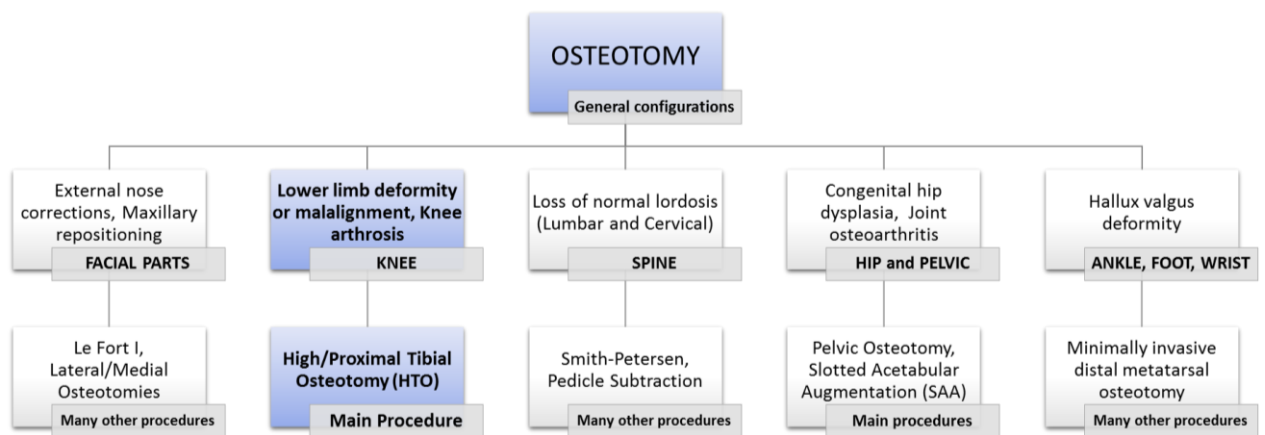 OSTEOTOMY
General configurations
External nose
corrections, Maxillary
repositioning
FACIAL PARTS
Lower limb deformity
or malalignment, Knee
arthrosis
KNEE
Loss of normal lordosis
(Lumbar and Cervical)
SPINE
Congenital hip
dysplasia, Joint
osteoarthritis
HIP and PELVIC
Hallux valgus
deformity
ANKLE, FOOT, WRIST
Le Fort I,
Lateral/Medial
Osteotomies
Many other procedures
High/Proximal Tibial
Osteotomy (HTO)
Main Procedure
Smith-Petersen,
Pedicle Subtraction
Many other procedures
Pelvic Osteotomy,
Slotted Acetabular
Augmentation (SAA)
Main procedures
Minimally invasive
distal metatarsal
osteotomy
Many other procedures